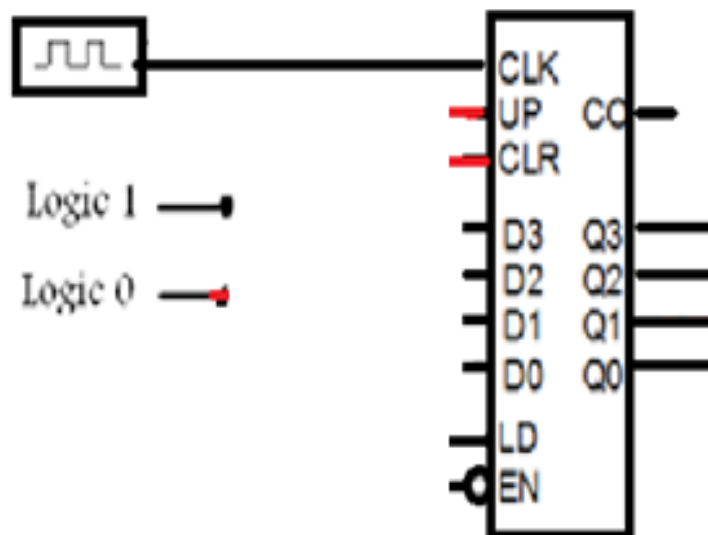 CLK
UP CO
CLR
Logic 1
D3 Q3
Logic 0
D2 Q2
D1 Q1
D0 Q0
LD
EN